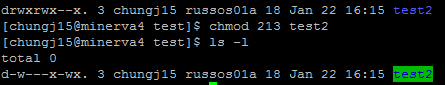 drwxrwx--x. 3 chungj15 russos01a 18 Jan 22 16:15 test2
[chungj15@minerva4 test]$ chmod 213 test2
[chungj15@minerva4 test]$ ls -l
total 0
d-w---x-wx. 3 chungj15 russos01a 18 Jan 22 16:15 test2